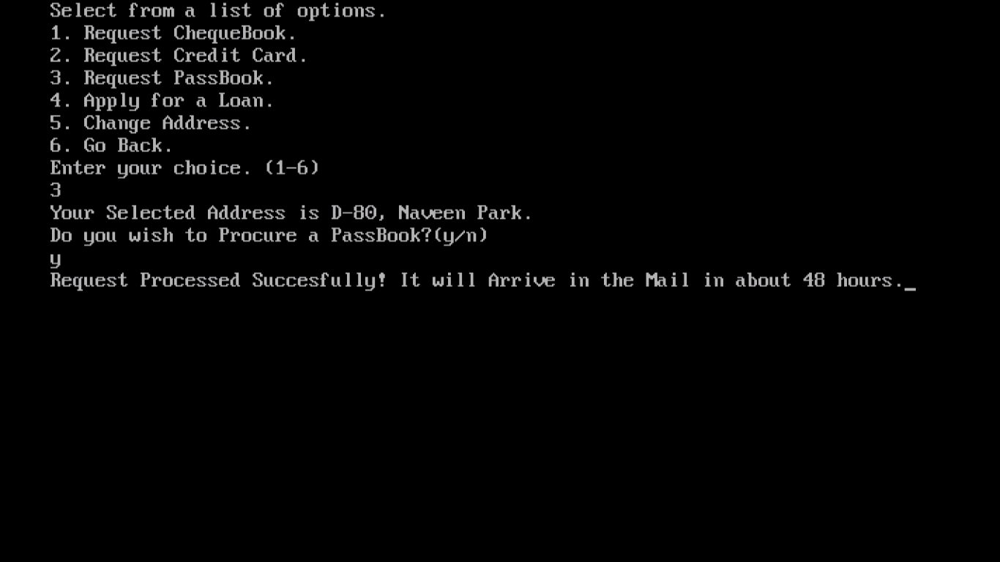 Select from a list of options.
1. Request ChequeBook.
2. Request Credit Card.
3. Request PassBook.
4. Apply for a Loan.
5. Change Address.
6. Go Back.
Enter your choice. (1-6)
3
Your Selected Address is D-80, Naveen Park.
Do you wish to Procure a PassBook?(y/n)
y
Request Processed Succesfully! It will Arrive in the Mail in about 48 hours._